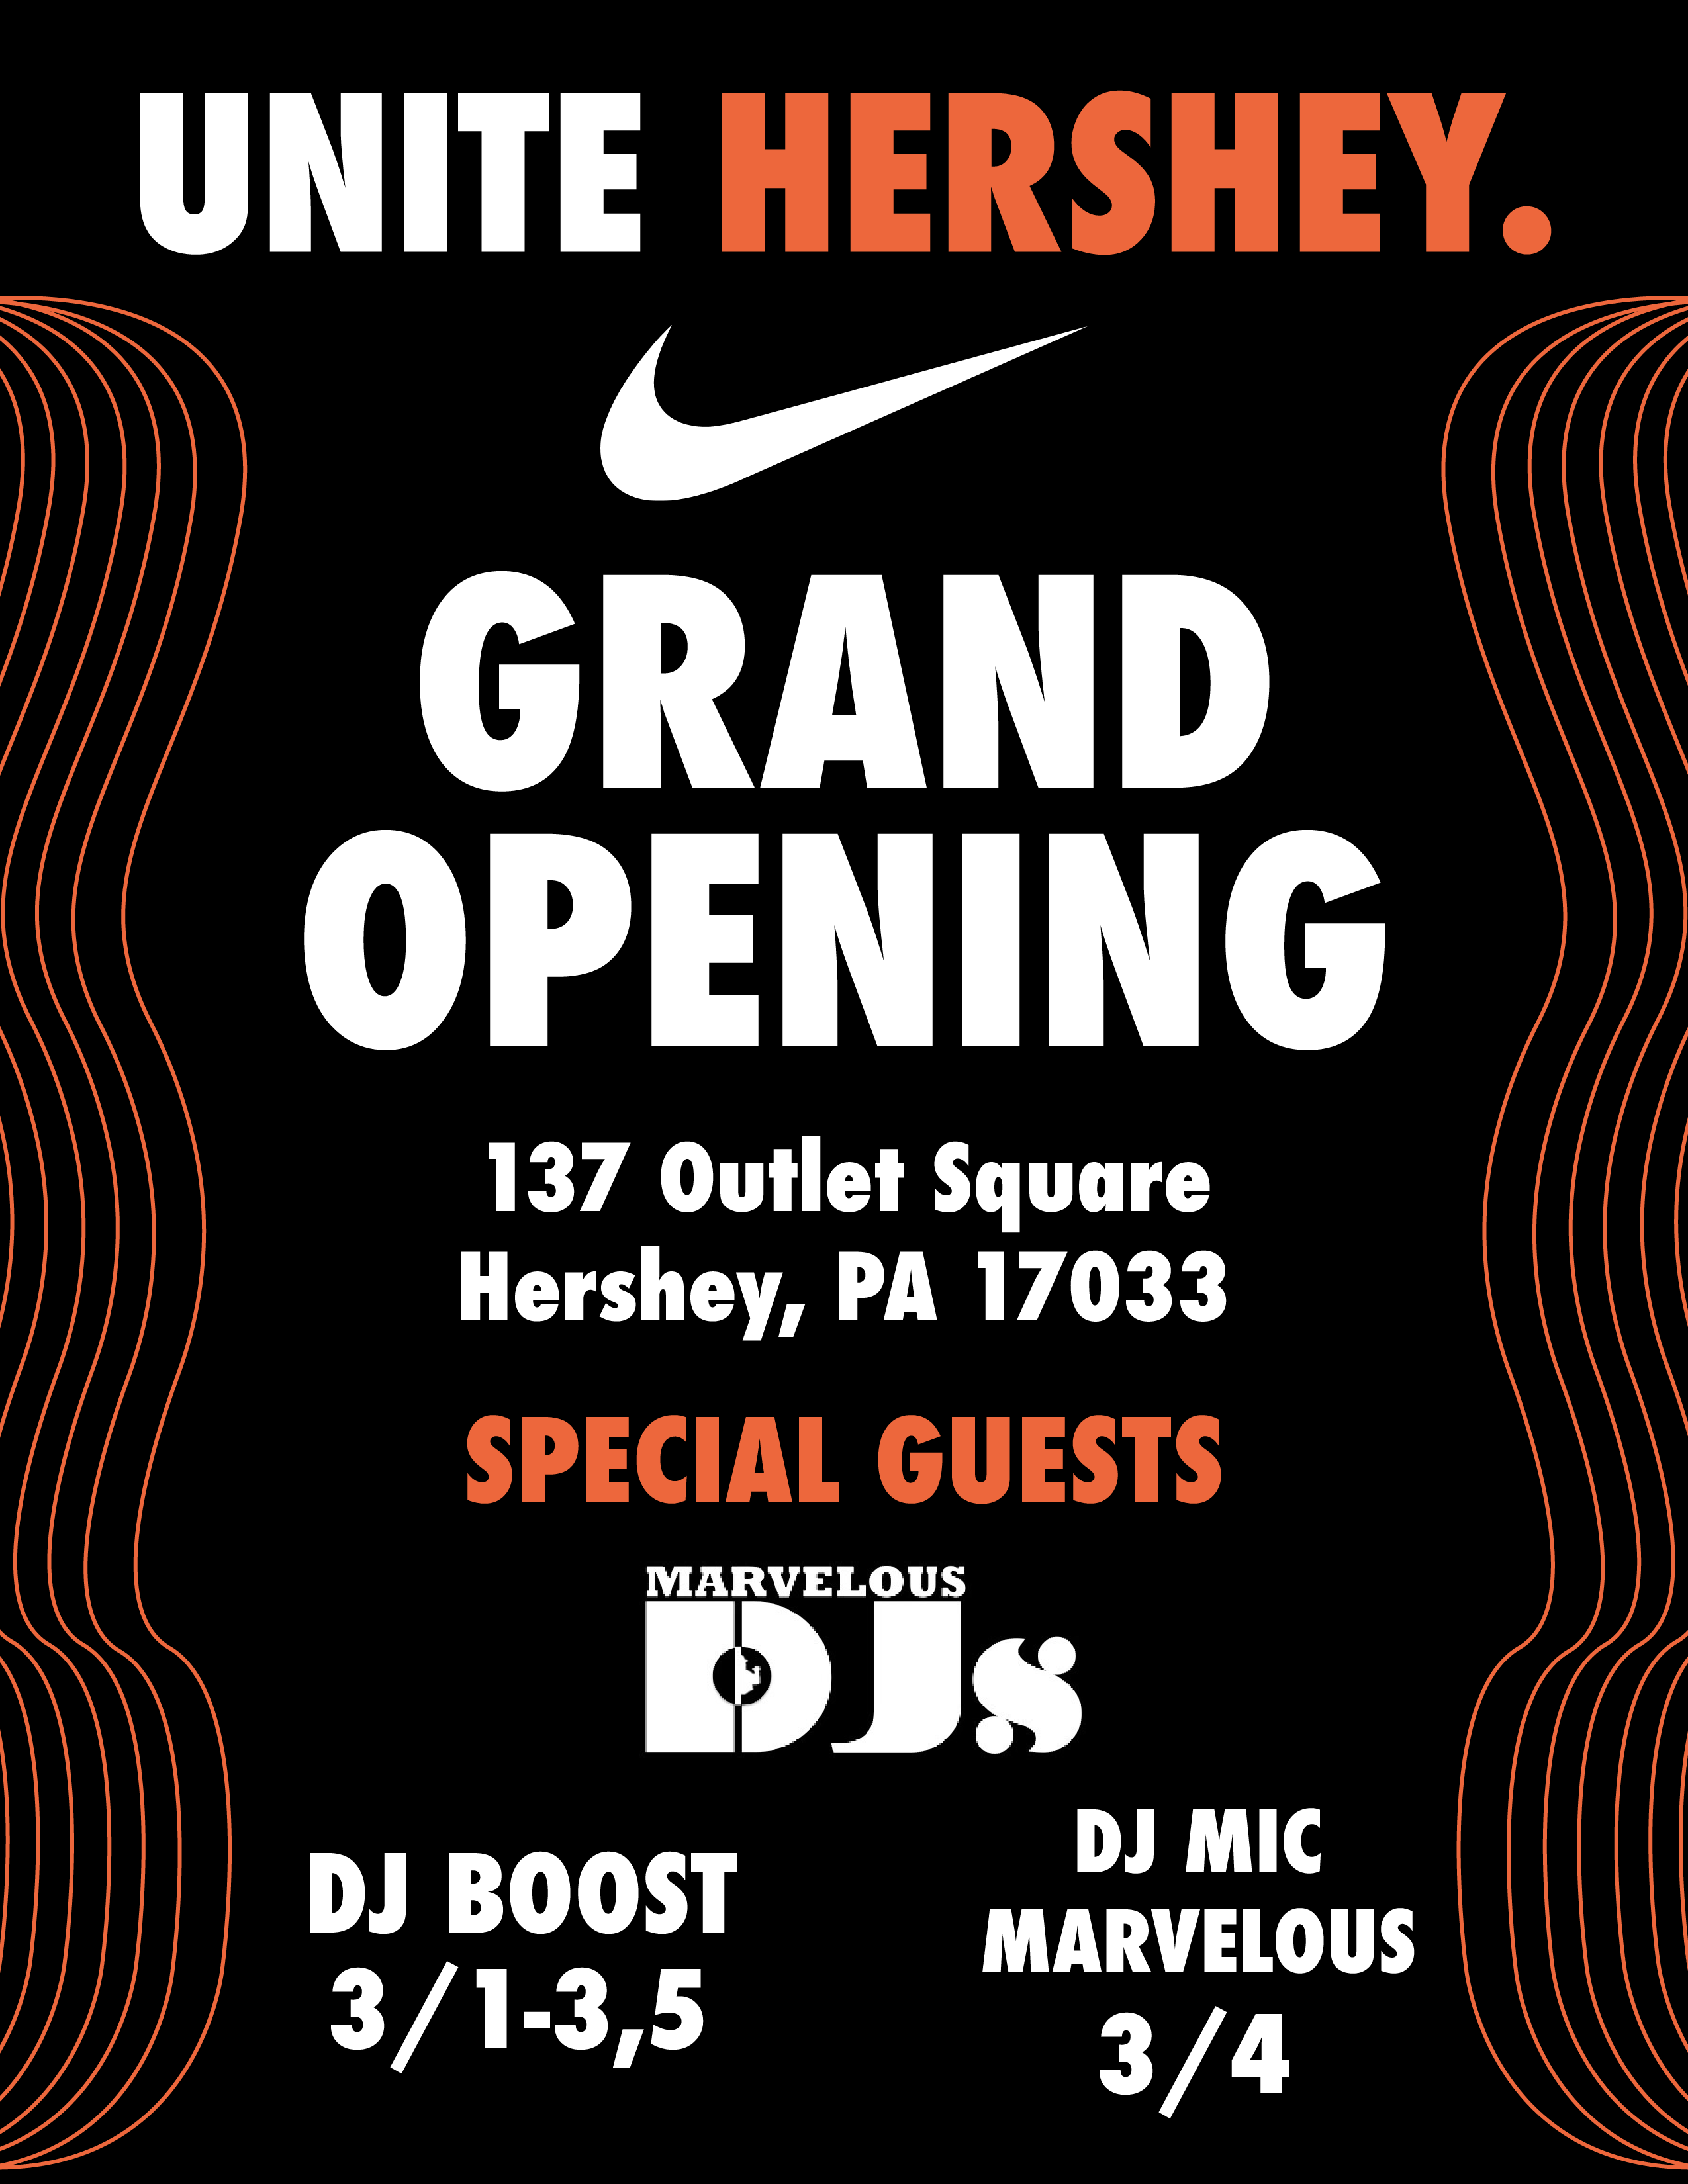 UNITE HERSHEY.
GRAND
OPENING
137 Outlet Square
Hershey, PA 17033
SPECIAL GUESTS
MARVELOUS
DJs
DJ BOOST
3/1-3,5
DJ MIC
MARVELOUS
3/4